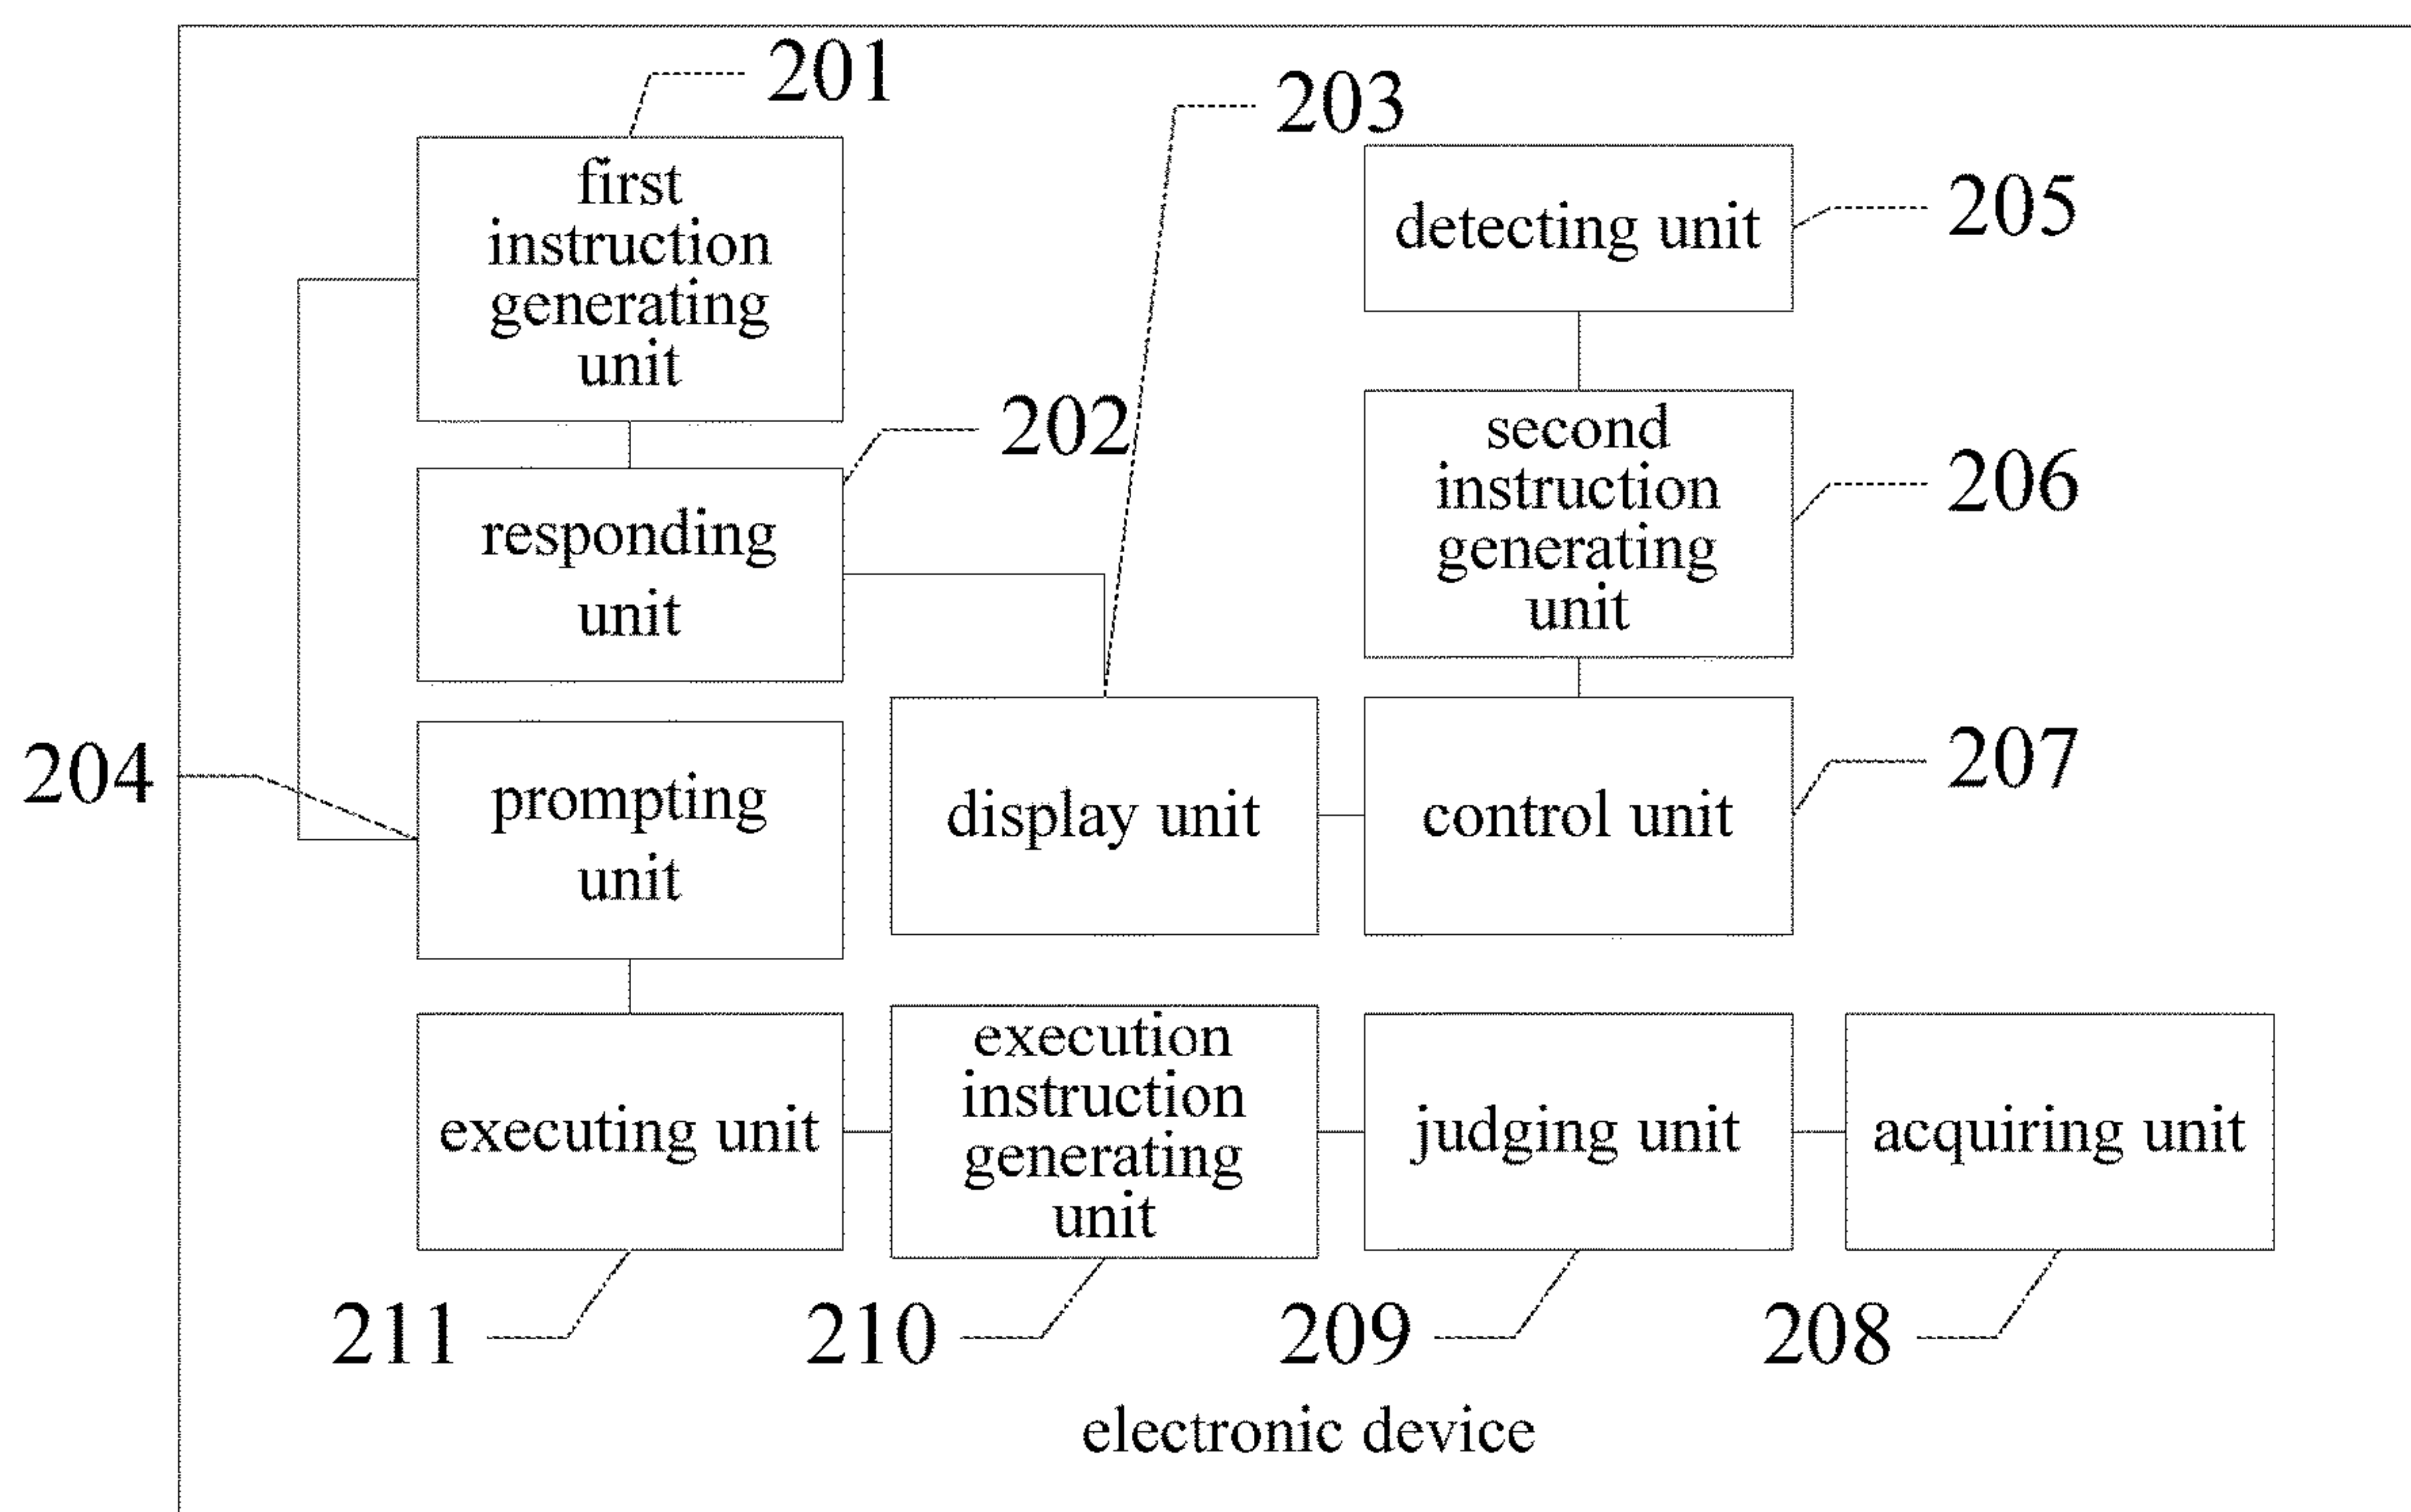 201
203
first
instruction
generating
unit
detecting unit
205
202
second
instruction
generating
unit
206
responding
unit
204
prompting
unit
display unit
control unit
207
executing unit
execution
instruction
generating
unit
judging unit
acquiring unit
211
210
209
208
electronic device